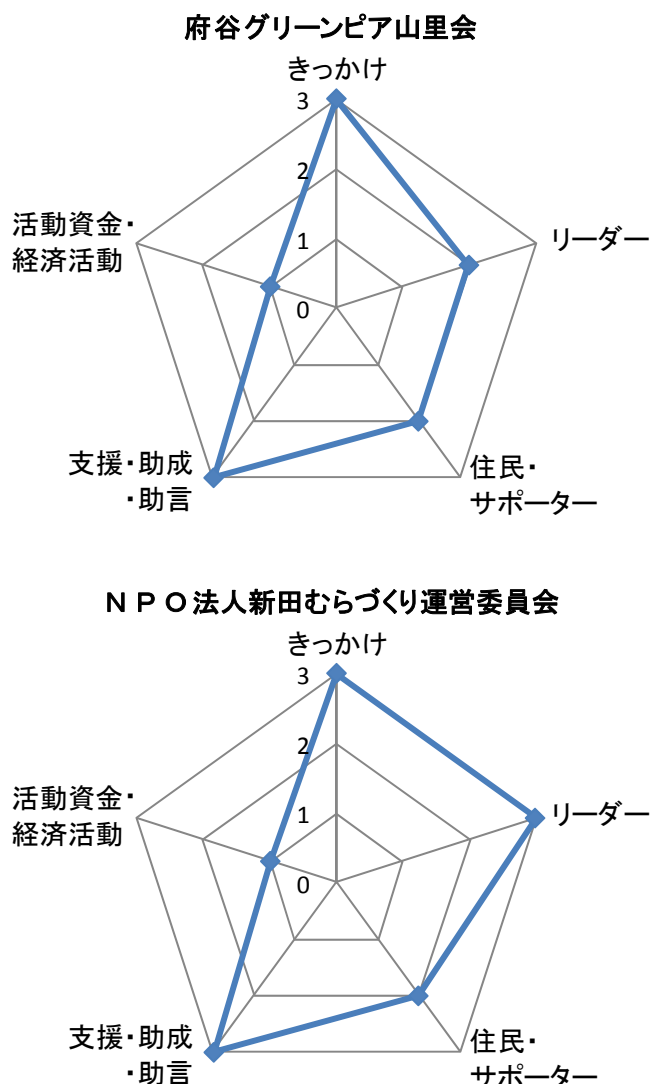 府谷グリーンピア山里会
きっかけ
3
2
1
0
リーダー
住民・
サポーター
支援・助成
・助言
活動資金・
経済活動
ＮＰＯ法人新田むらづくり運営委員会
きっかけ
3
2
1
0
リーダー
住民・
サポーター
支援・助成
・助言
活動資金・
経済活動